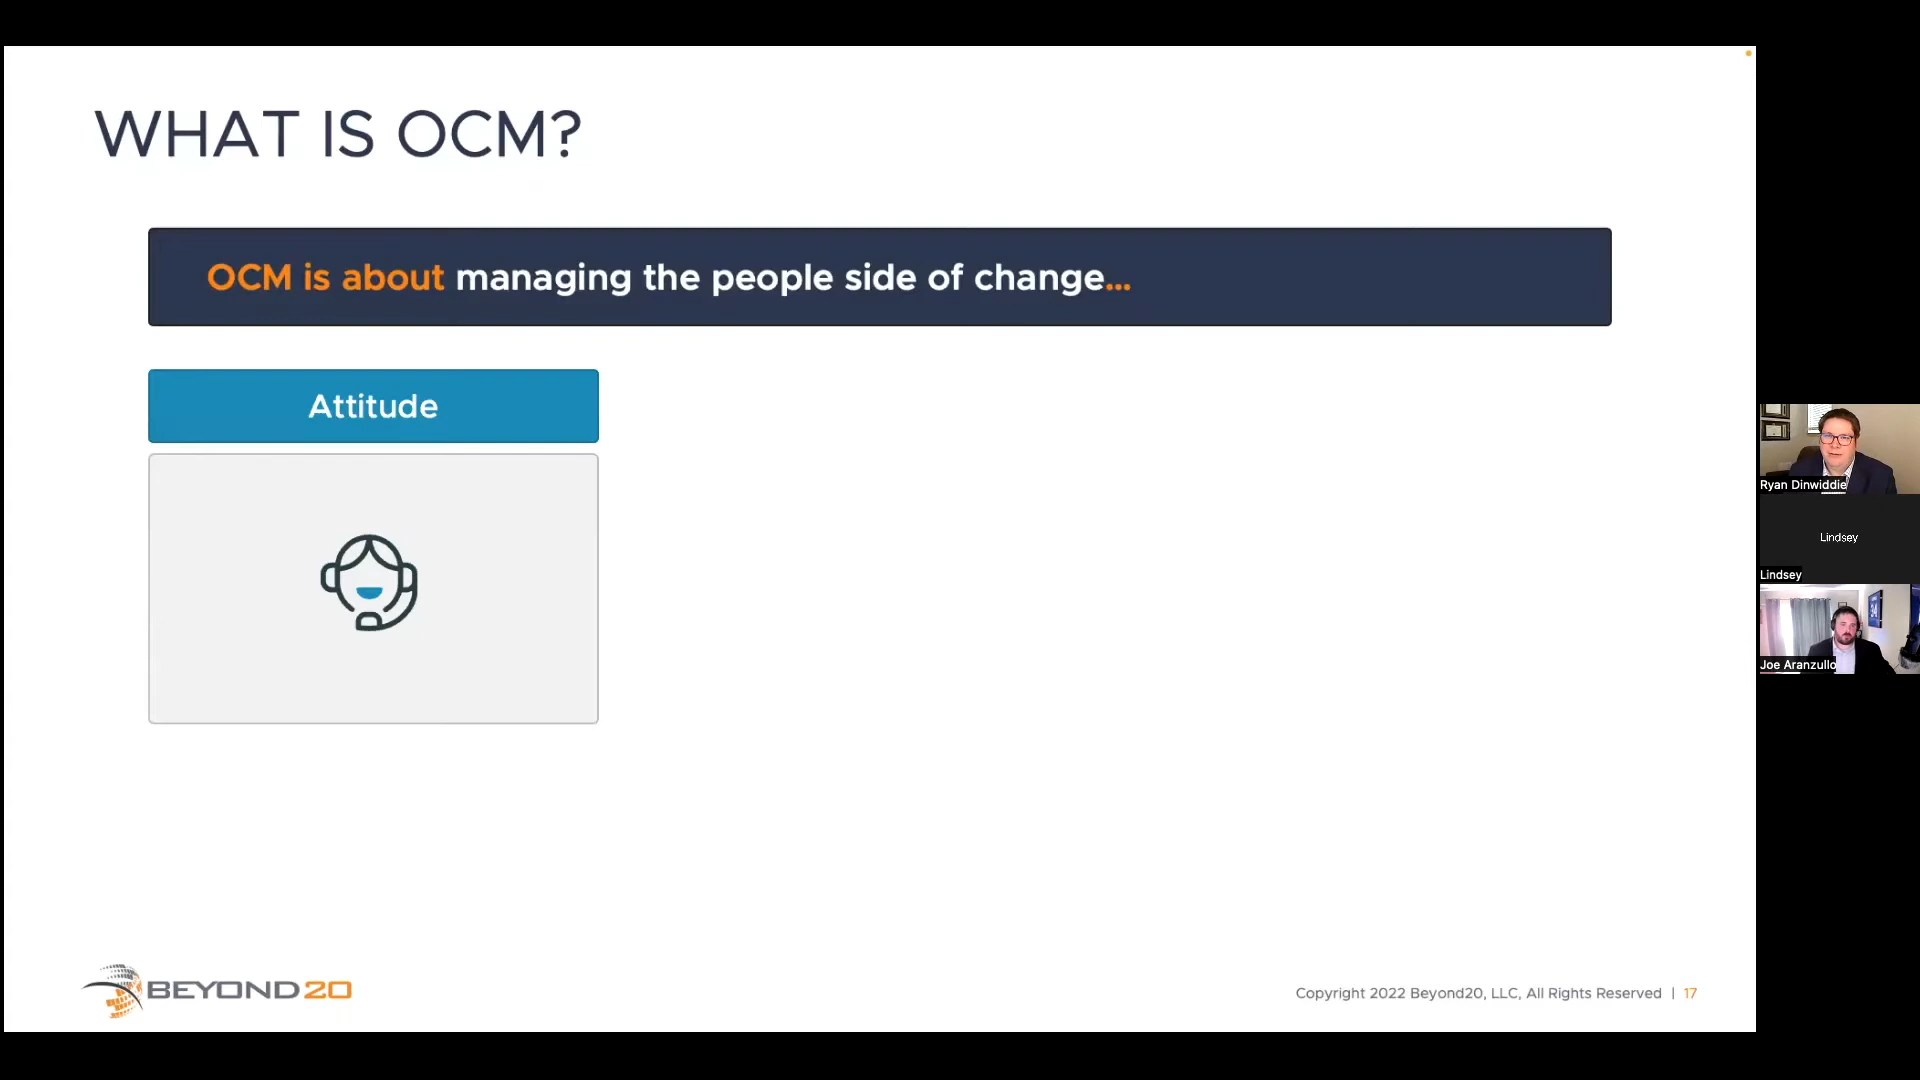 WHAT IS OCM?
OCM is about managing the people side of change...
Attitude
BEYOND20
Copyright 2022 Beyond20, LLC, All Rights Reserved | 17
Ryan Dinwiddie
Lindsey
Lindsey
Joe Aranzullo